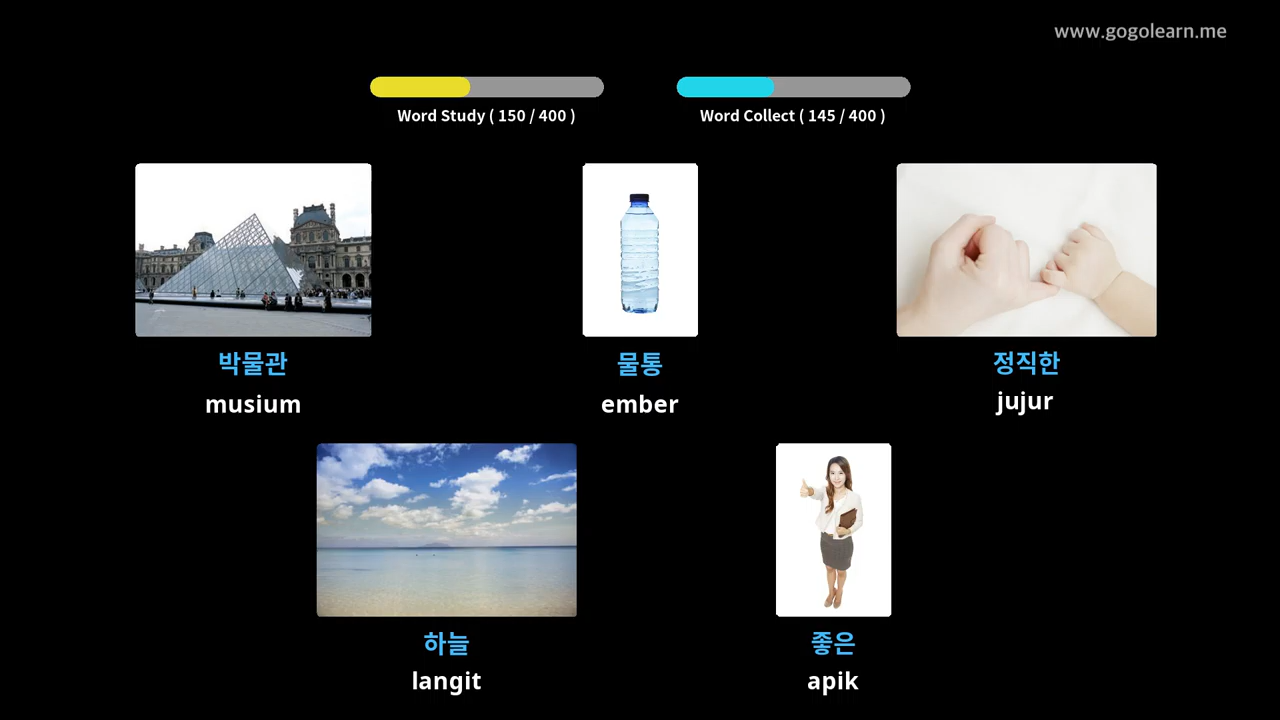 www.gogolearn.me
Word Study ( 150 / 400 )
Word Collect ( 145 / 400 )
박물관
musium
물통
ember
정직한
jujur
하늘
langit
좋은
apik